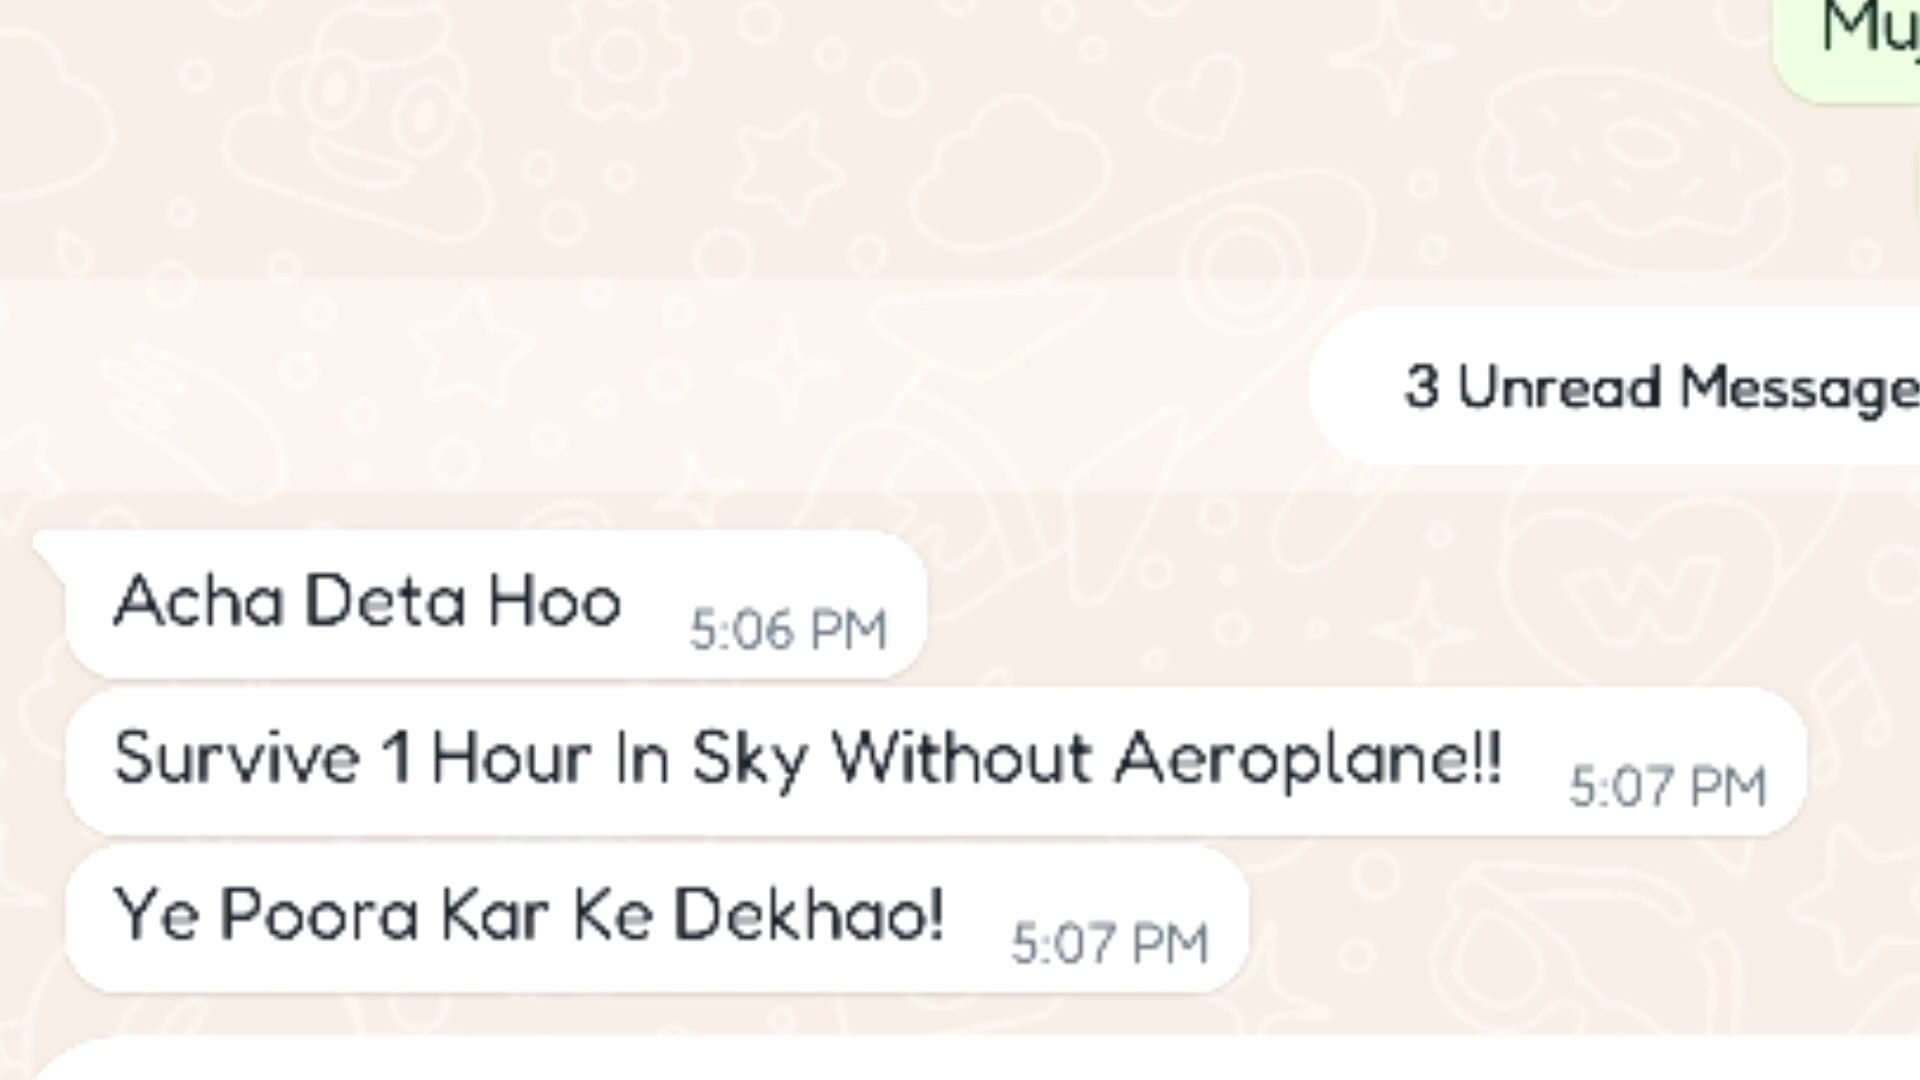 3 Unread Message
Acha Deta Hoo
5:06 PM
Survive 1 Hour In Sky Without Aeroplane!!
5:07 PM
Ye Poora Kar Ke Dekhao!
5:07 PM